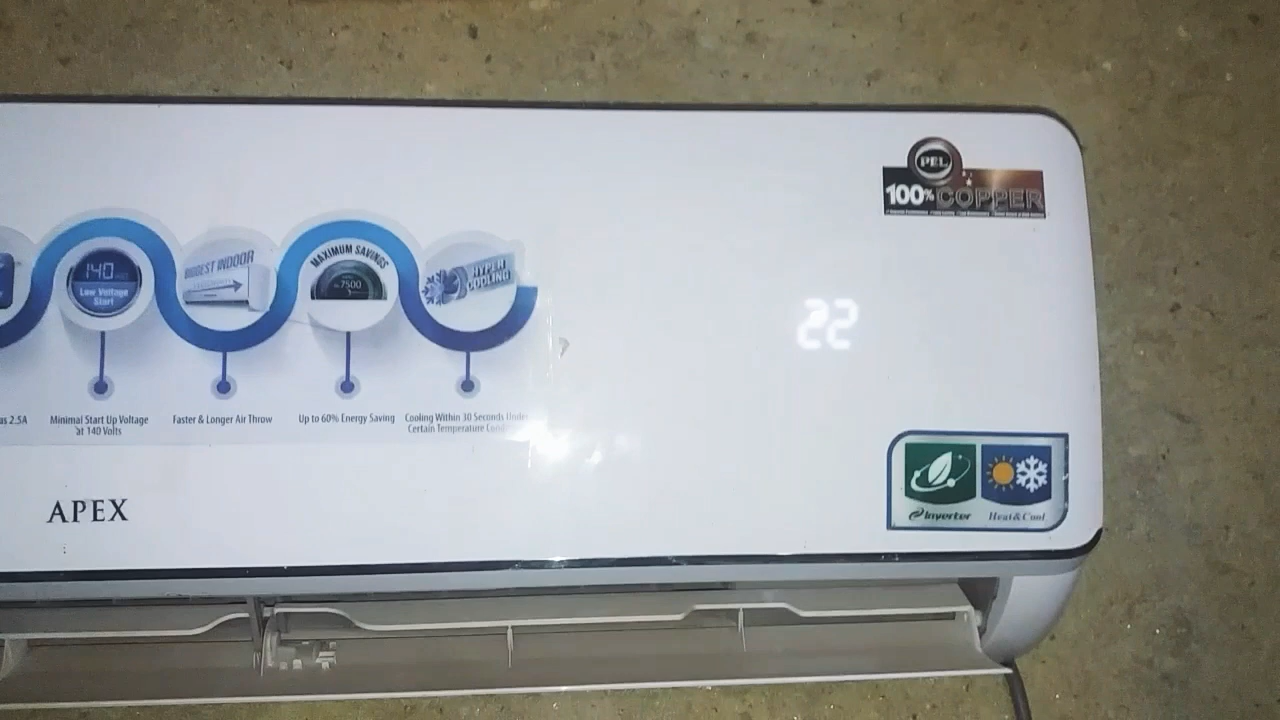 PEL
100% COPPER
140
Low Voltage
Start
BIGGEST INDOOR
MAXIMUM SAVINGS
7500
HYPER
COOLING
22
as 2.5A
Minimal Start Up Voltage
at 140 Volts
Faster & Longer Air Throw
Up to 60% Energy Saving
Cooling Within 30 Seconds Under
Certain Temperature
APEX
Inverter
Heat & Cool